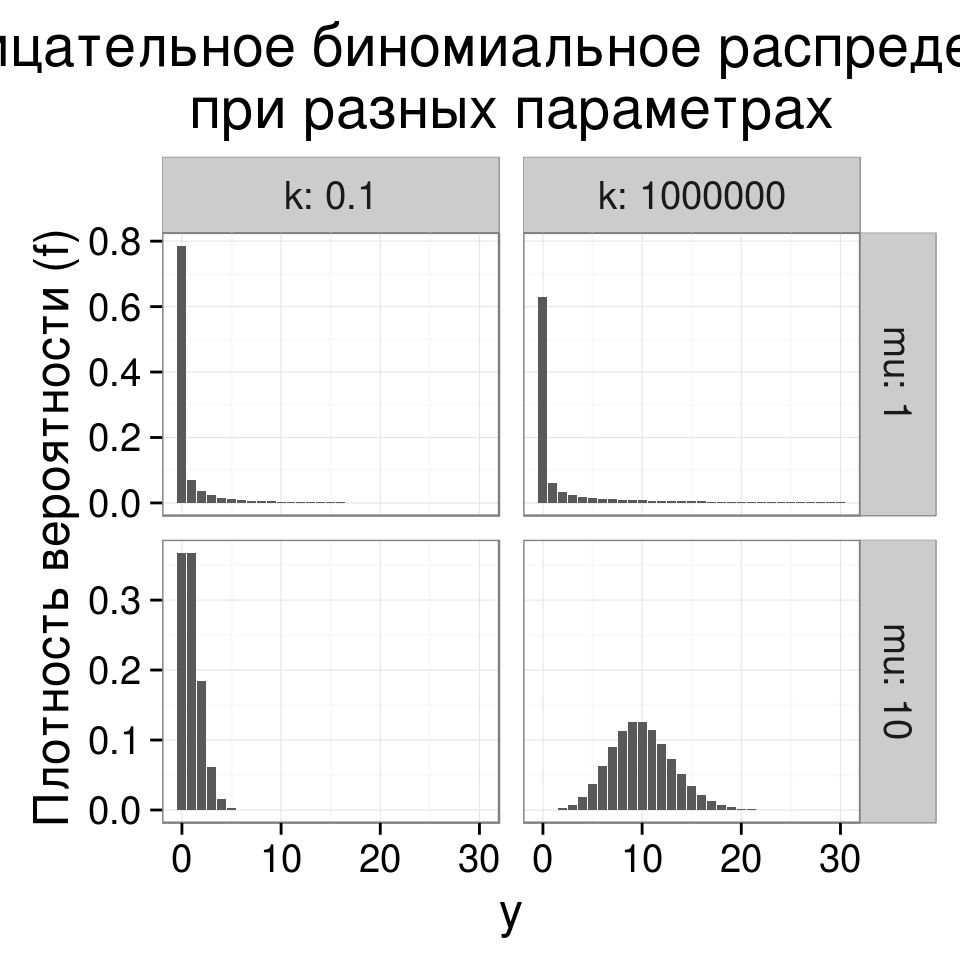 ицательное биномиальное распреде
при разных параметрах
k: 0.1
k: 1000000
Плотность вероятности (f)
0.8
0.6
0.4
0.2
0.0
mu: 1
0.3
0.2
0.1
0.0
mu: 10
0 10 20 30
0 10 20 30
y